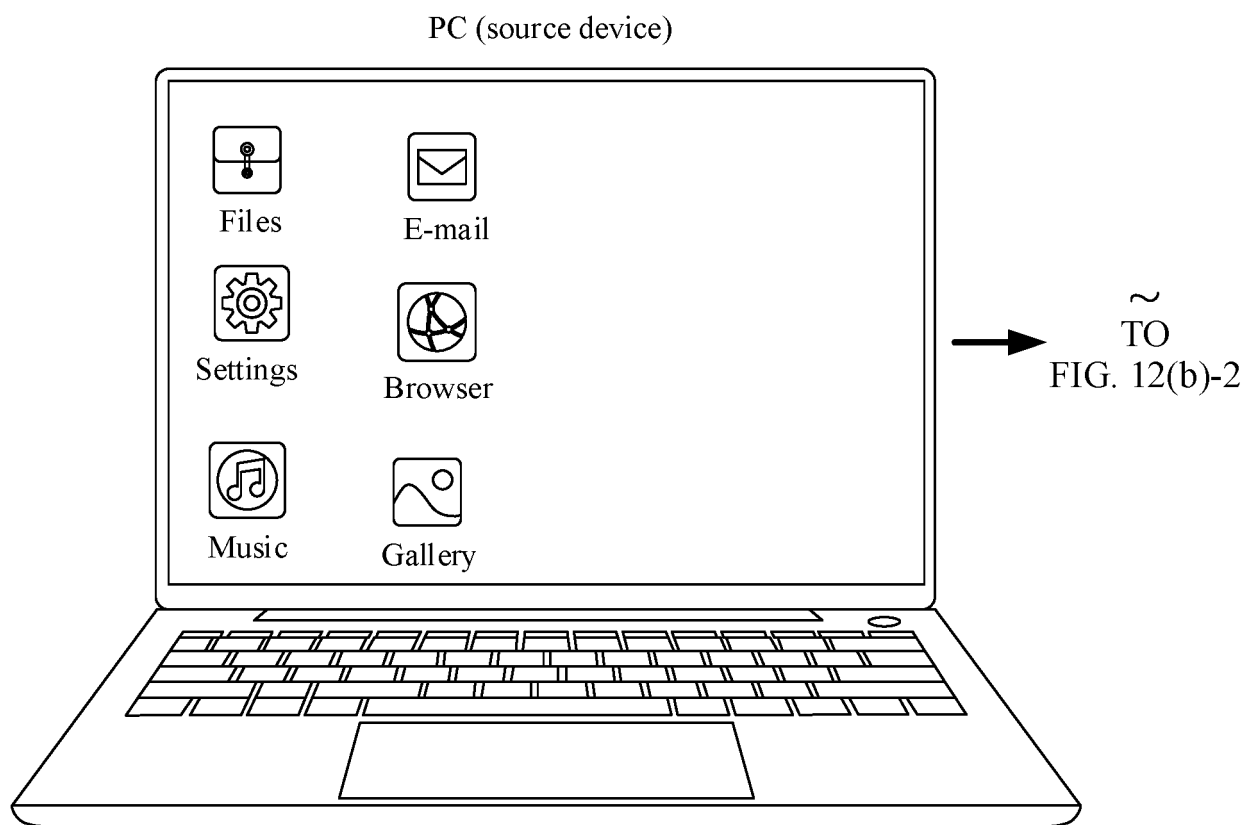 PC (source device)
Files
E-mail
Settings
Browser
Music
Gallery
~
TO
FIG. 12(b)-2